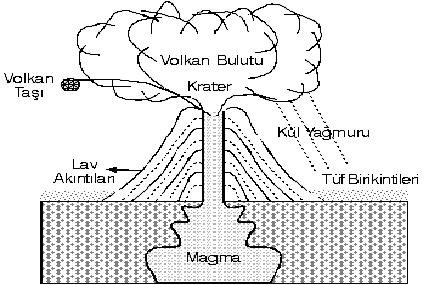 Volkan Bulutu
Krater
Volkan
Taşı
Kül Yağmuru
Lav
Akıntıları
Tüf Birikintileri
Magma